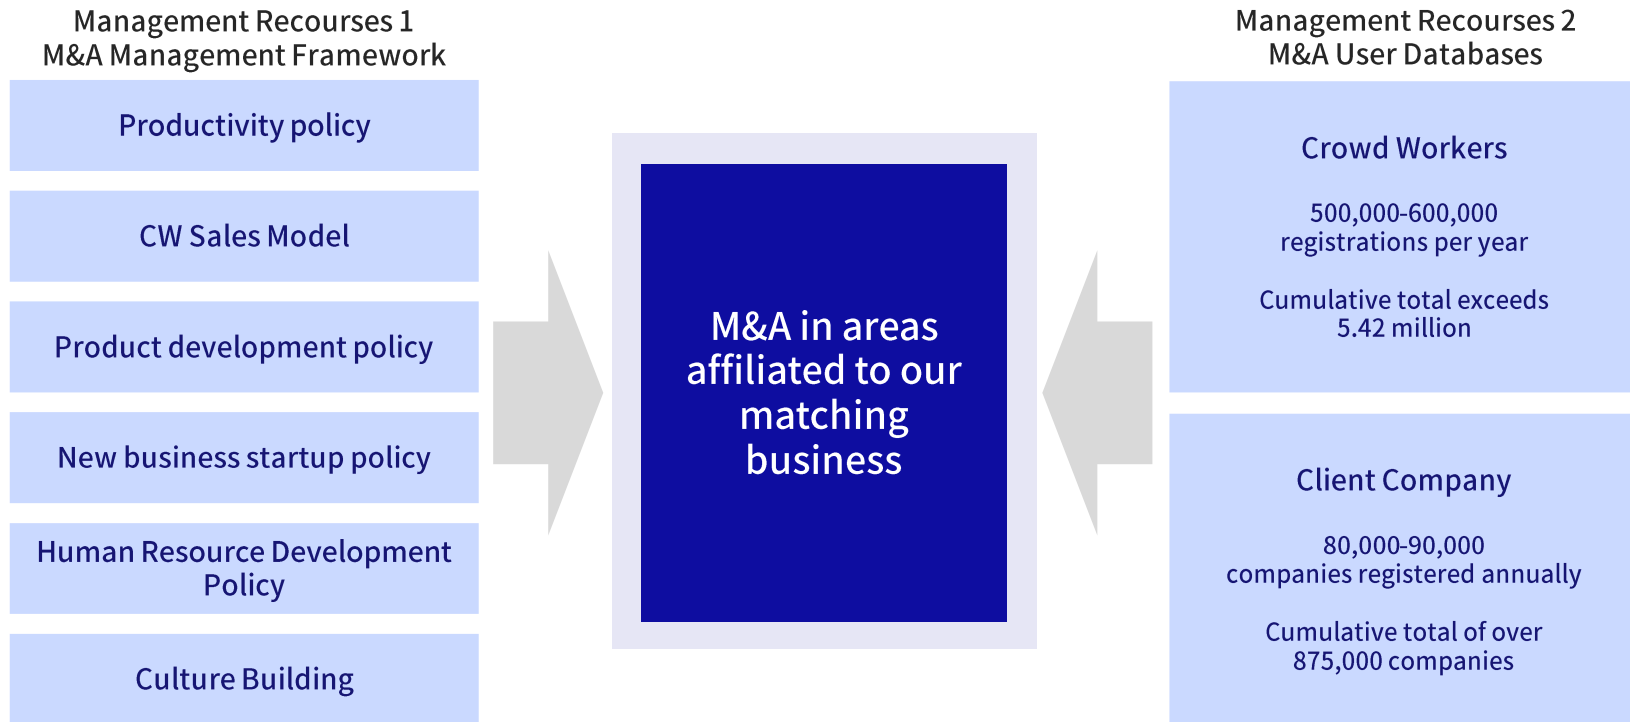 Management Recourses 1
M&A Management Framework
Productivity policy
CW Sales Model
Product development policy
New business startup policy
Human Resource Development
Policy
Culture Building
M&A in areas
affiliated to our
matching
business
Management Recourses 2
M&A User Databases
Crowd Workers
500,000-600,000
registrations per year
Cumulative total exceeds
5.42 million
Client Company
80,000-90,000
companies registered annually
Cumulative total of over
875,000 companies